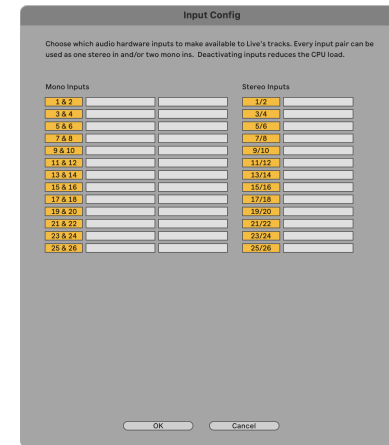 Input Config
Choose which audio hardware inputs to make available to Live's tracks. Every input pair can be
used as one stereo in and/or two mono ins. Deactivating inputs reduces the CPU load.
Mono Inputs Stereo Inputs
1 & 2 1/2
3 & 4 3/4
5 & 6 5/6
7 & 8 7/8
9 & 10 9/10
11 & 12 11/12
13 & 14 13/14
15 & 16 15/16
17 & 18 17/18
19 & 20 19/20
21 & 22 21/22
23 & 24 23/24
25 & 26 25/26
OK Cancel